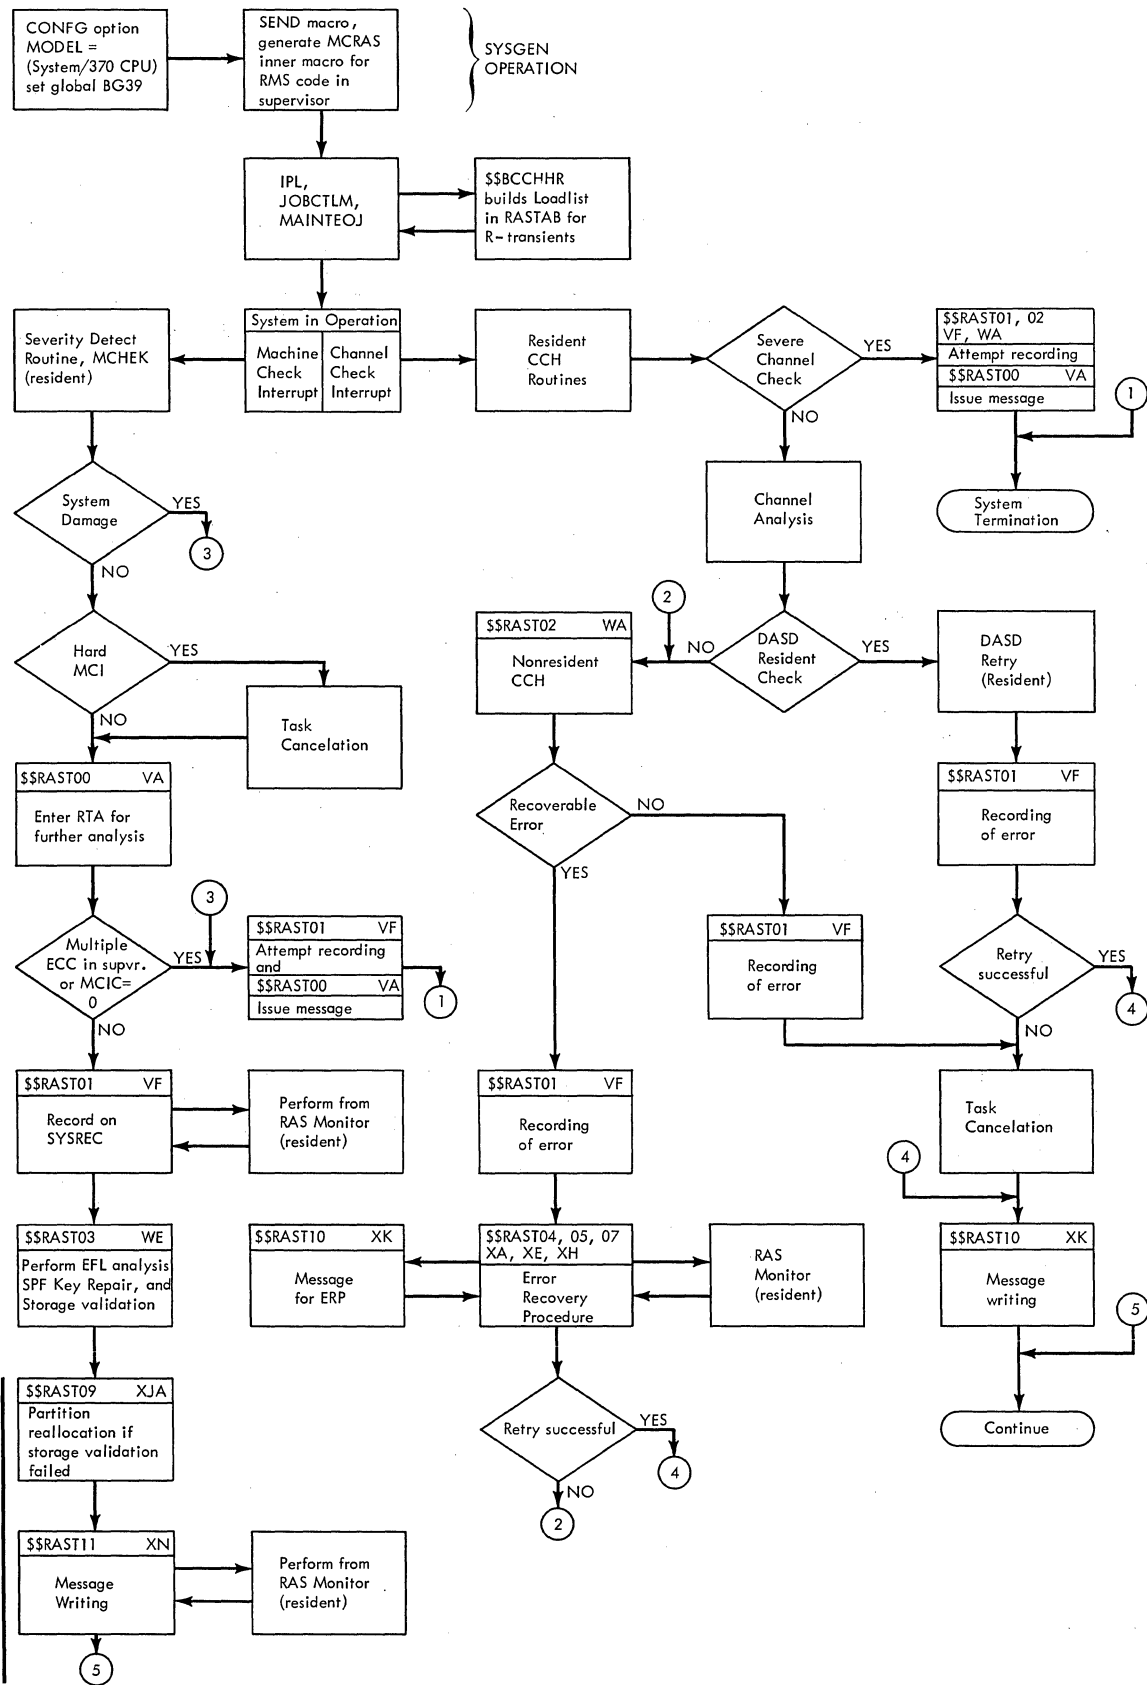 CONFG option
MODEL =
(System/370 CPU)
set global BG39
SEND macro,
generate MCRAS
inner macro for
RMS code in
supervisor
SYSGEN
OPERATION
IPL,
JOBCTLM,
MAINTEOJ
$$BCCHHR
builds Loadlist
in RASTAB for
R-transients
Severity Detect
Routine, MCHEK
(resident)
System in Operation
Machine
Check
Interrupt
Channel
Check
Interrupt
Resident
CCH
Routines
Severe
Channel
Check
YES
NO
$$RAST01, 02
VF, WA
Attempt recording
$$RAST00 VA
Issue message
1
System
Termination
System
Damage
YES
3
NO
Channel
Analysis
Hard
MCI
YES
NO
Task
Cancelation
$$RAST02 WA
Nonresident
CCH
2
NO
DASD
Resident
Check
YES
DASD
Retry
(Resident)
$$RAST00 VA
Enter RTA for
further analysis
Recoverable
Error
NO
YES
$$RAST01 VF
Recording
of error
Multiple
ECC in supvr.
or MCIC=
0
YES
NO
3
$$RAST01 VF
Attempt recording
and
$$RAST00 VA
Issue message
1
$$RAST01 VF
Recording
of error
Retry
successful
YES
4
NO
$$RAST01 VF
Record on
SYSREC
Perform from
RAS Monitor
(resident)
$$RAST01 VF
Recording
of error
Task
Cancelation
4
$$RAST03 WE
Perform EFL analysis
SPF Key Repair, and
Storage validation
$$RAST10 XK
Message
for ERP
$$RAST04, 05, 07
XA, XE, XH
Error
Recovery
Procedure
RAS
Monitor
(resident)
$$RAST10 XK
Message
writing
5
Continue
$$RAST09 XJA
Partition
reallocation if
storage validation
failed
Retry successful
YES
4
NO
2
$$RAST11 XN
Message
Writing
Perform from
RAS Monitor
(resident)
5